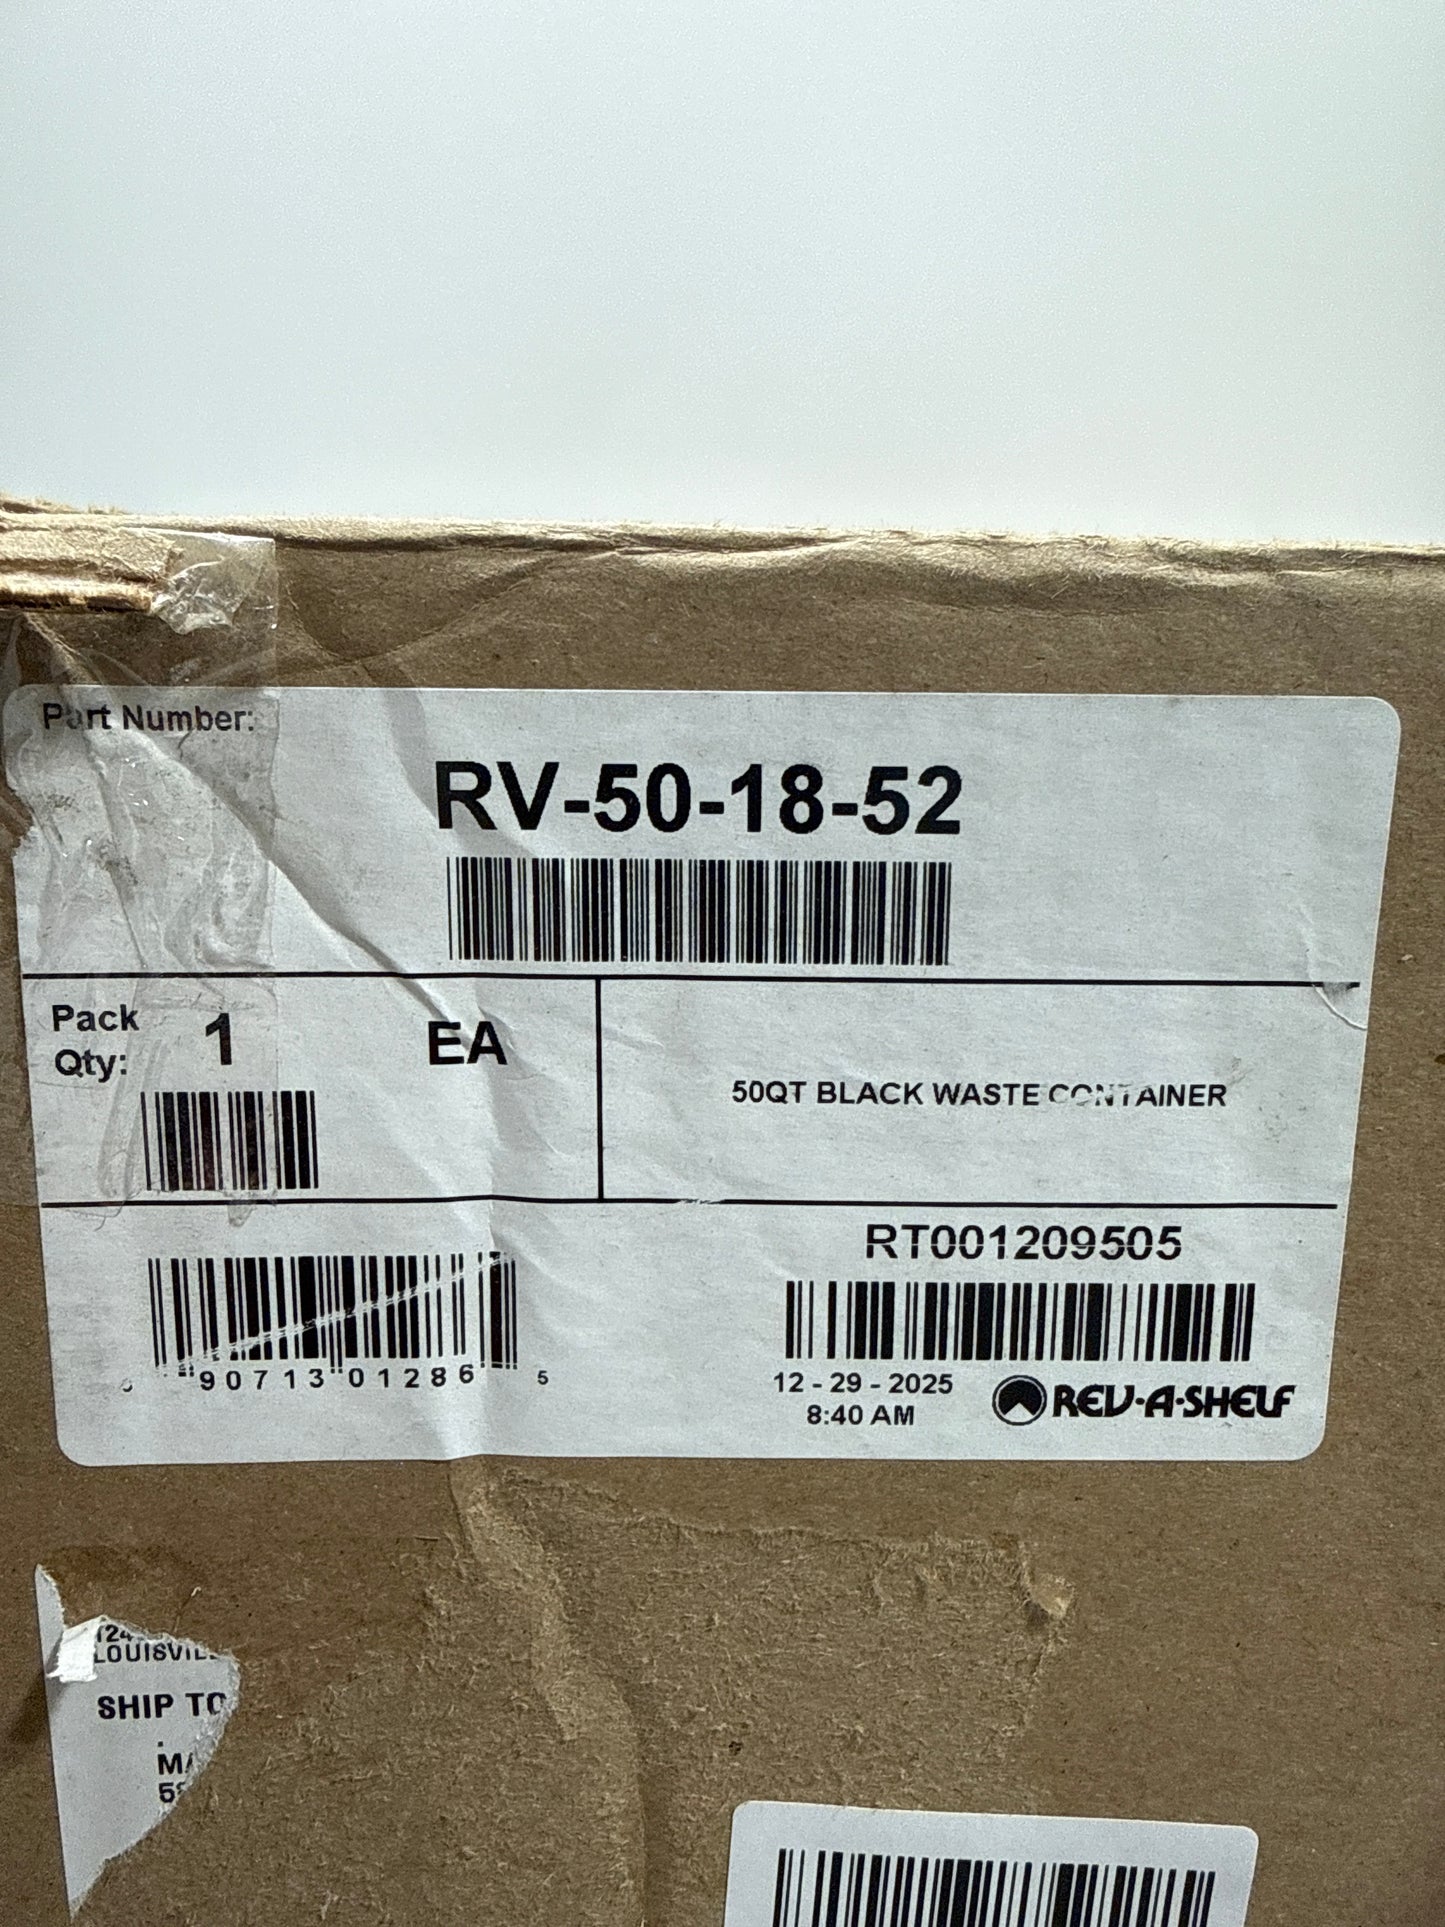 Part Number:
RV-50-18-52
Pack
Qty:
1
EA
50QT BLACK WASTE CONTAINER
RT001209505
90713 01286 5
12 - 29 - 2025
8:40 AM
REV-A-SHELF
SHIP TO